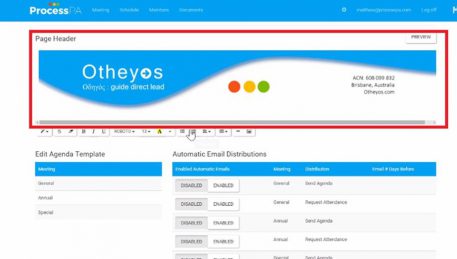 ProcessPA
Meeting Schedule Monitors Documents
matthew@processpa.com Log off
Page Header
PREVIEW
Otheyos
Οδηγός : guide direct lead
ACN: 608 099 832
Brisbane, Australia
Otheyos.com
B I U ROBOTO 12 A
Edit Agenda Template
Meeting
General
Annual
Special
Automatic Email Distributions
Enabled Automatic Emails Meeting Distribution Email # Days Before
DISABLED ENABLED General Send Agenda
DISABLED ENABLED General Request Attendance
DISABLED ENABLED Annual Send Agenda
DISABLED ENABLED Annual Request Attendance
DISABLED ENABLED Special Send Agenda